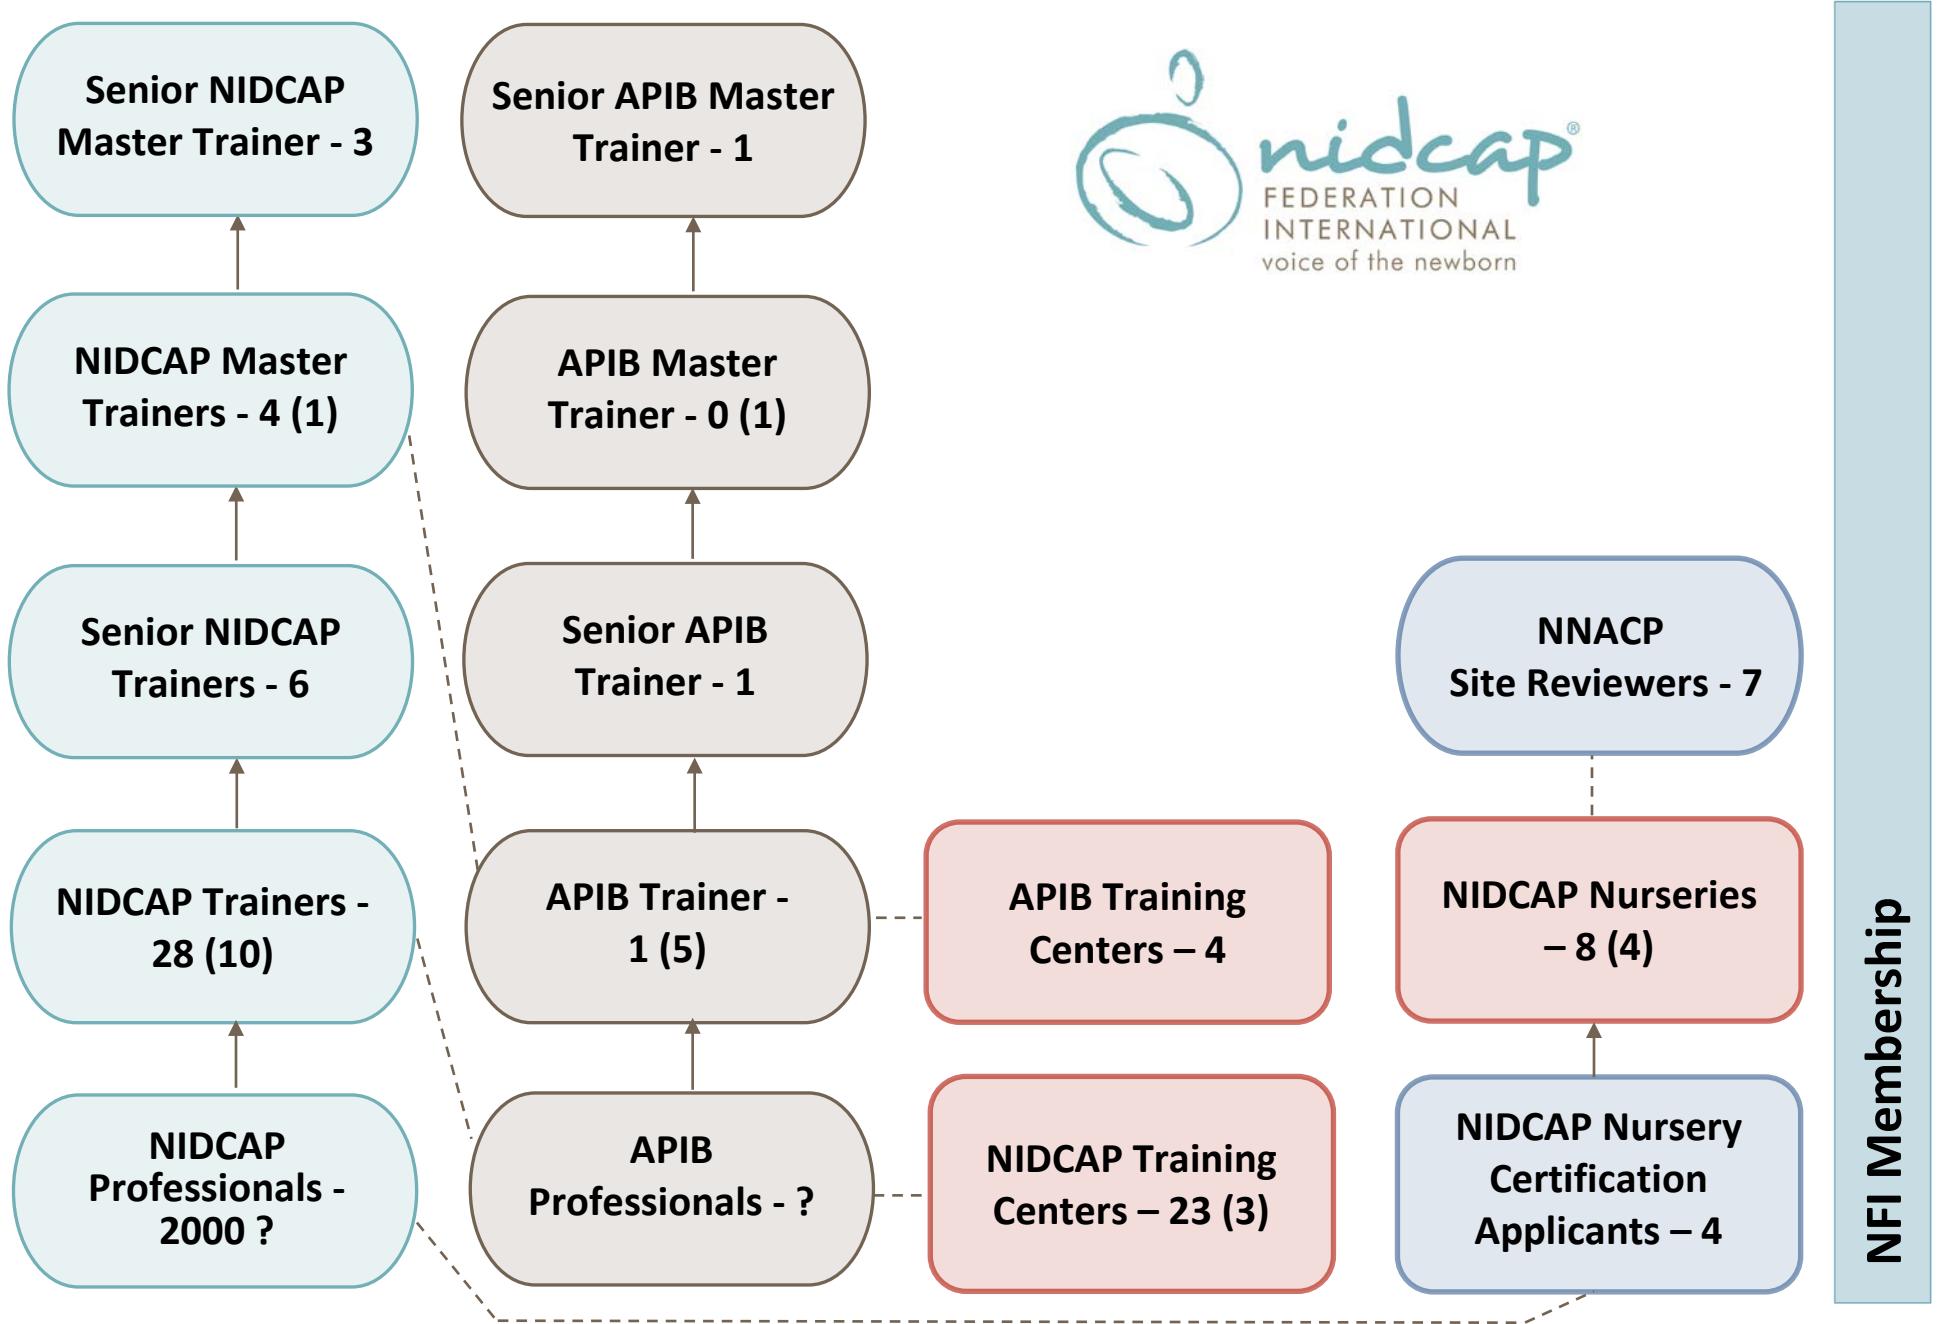 Senior NIDCAP
Master Trainer - 3
NIDCAP Master
Trainers - 4 (1)
Senior NIDCAP
Trainers - 6
NIDCAP Trainers -
28 (10)
NIDCAP
Professionals -
2000 ?
Senior APIB Master
Trainer - 1
APIB Master
Trainer - 0 (1)
Senior APIB
Trainer - 1
APIB Trainer -
1 (5)
APIB
Professionals - ?
nidcap®
FEDERATION
INTERNATIONAL
voice of the newborn
APIB Training
Centers – 4
NIDCAP Training
Centers – 23 (3)
NNACP
Site Reviewers - 7
NIDCAP Nurseries
– 8 (4)
NIDCAP Nursery
Certification
Applicants – 4
NFI Membership